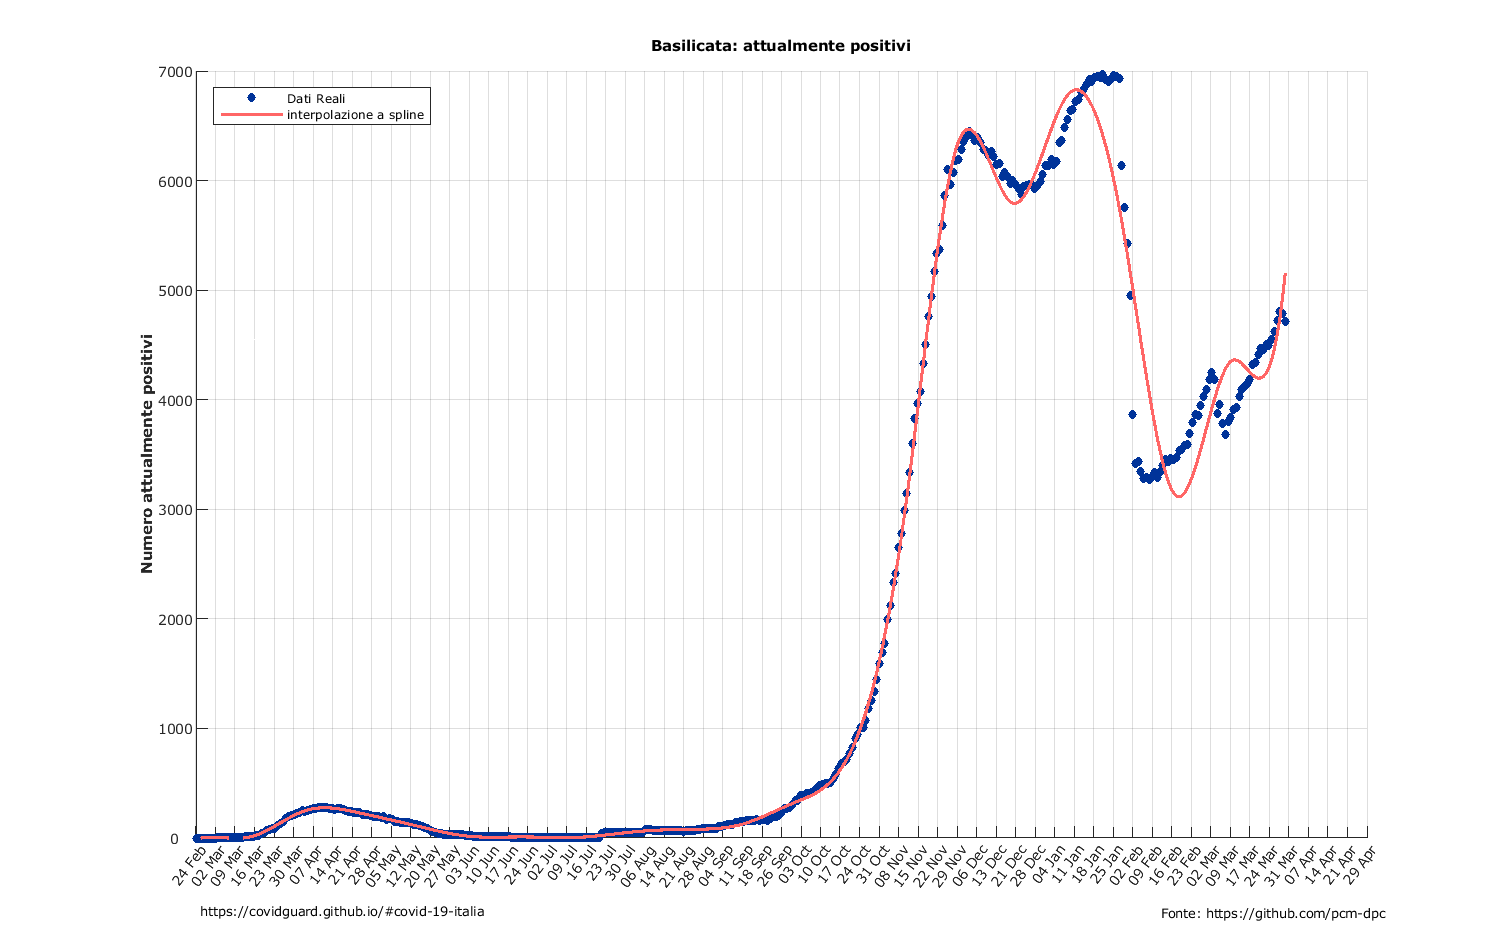 Basilicata: attualmente positivi
Dati Reali
interpolazione a spline
Numero attualmente positivi
7000
6000
5000
4000
3000
2000
1000
0
24 Feb
02 Mar
09 Mar
16 Mar
23 Mar
30 Mar
07 Apr
14 Apr
21 Apr
28 Apr
05 May
12 May
20 May
27 May
03 Jun
10 Jun
17 Jun
24 Jun
02 Jul
09 Jul
16 Jul
23 Jul
30 Jul
06 Aug
14 Aug
21 Aug
28 Aug
04 Sep
11 Sep
18 Sep
26 Sep
03 Oct
10 Oct
17 Oct
24 Oct
31 Oct
08 Nov
15 Nov
22 Nov
29 Nov
06 Dec
13 Dec
21 Dec
28 Dec
04 Jan
11 Jan
18 Jan
25 Jan
02 Feb
09 Feb
16 Feb
23 Feb
02 Mar
09 Mar
17 Mar
24 Mar
31 Mar
07 Apr
14 Apr
21 Apr
29 Apr
https://covidguard.github.io/#covid-19-italia
Fonte: https://github.com/pcm-dpc